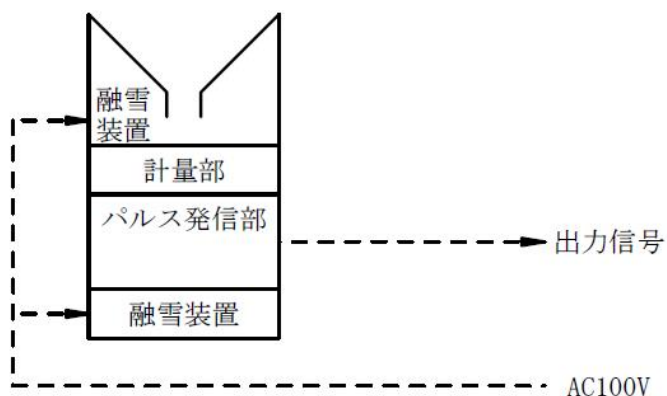 融雪
装置
計量部
パルス発信部
出力信号
融雪装置
AC100V